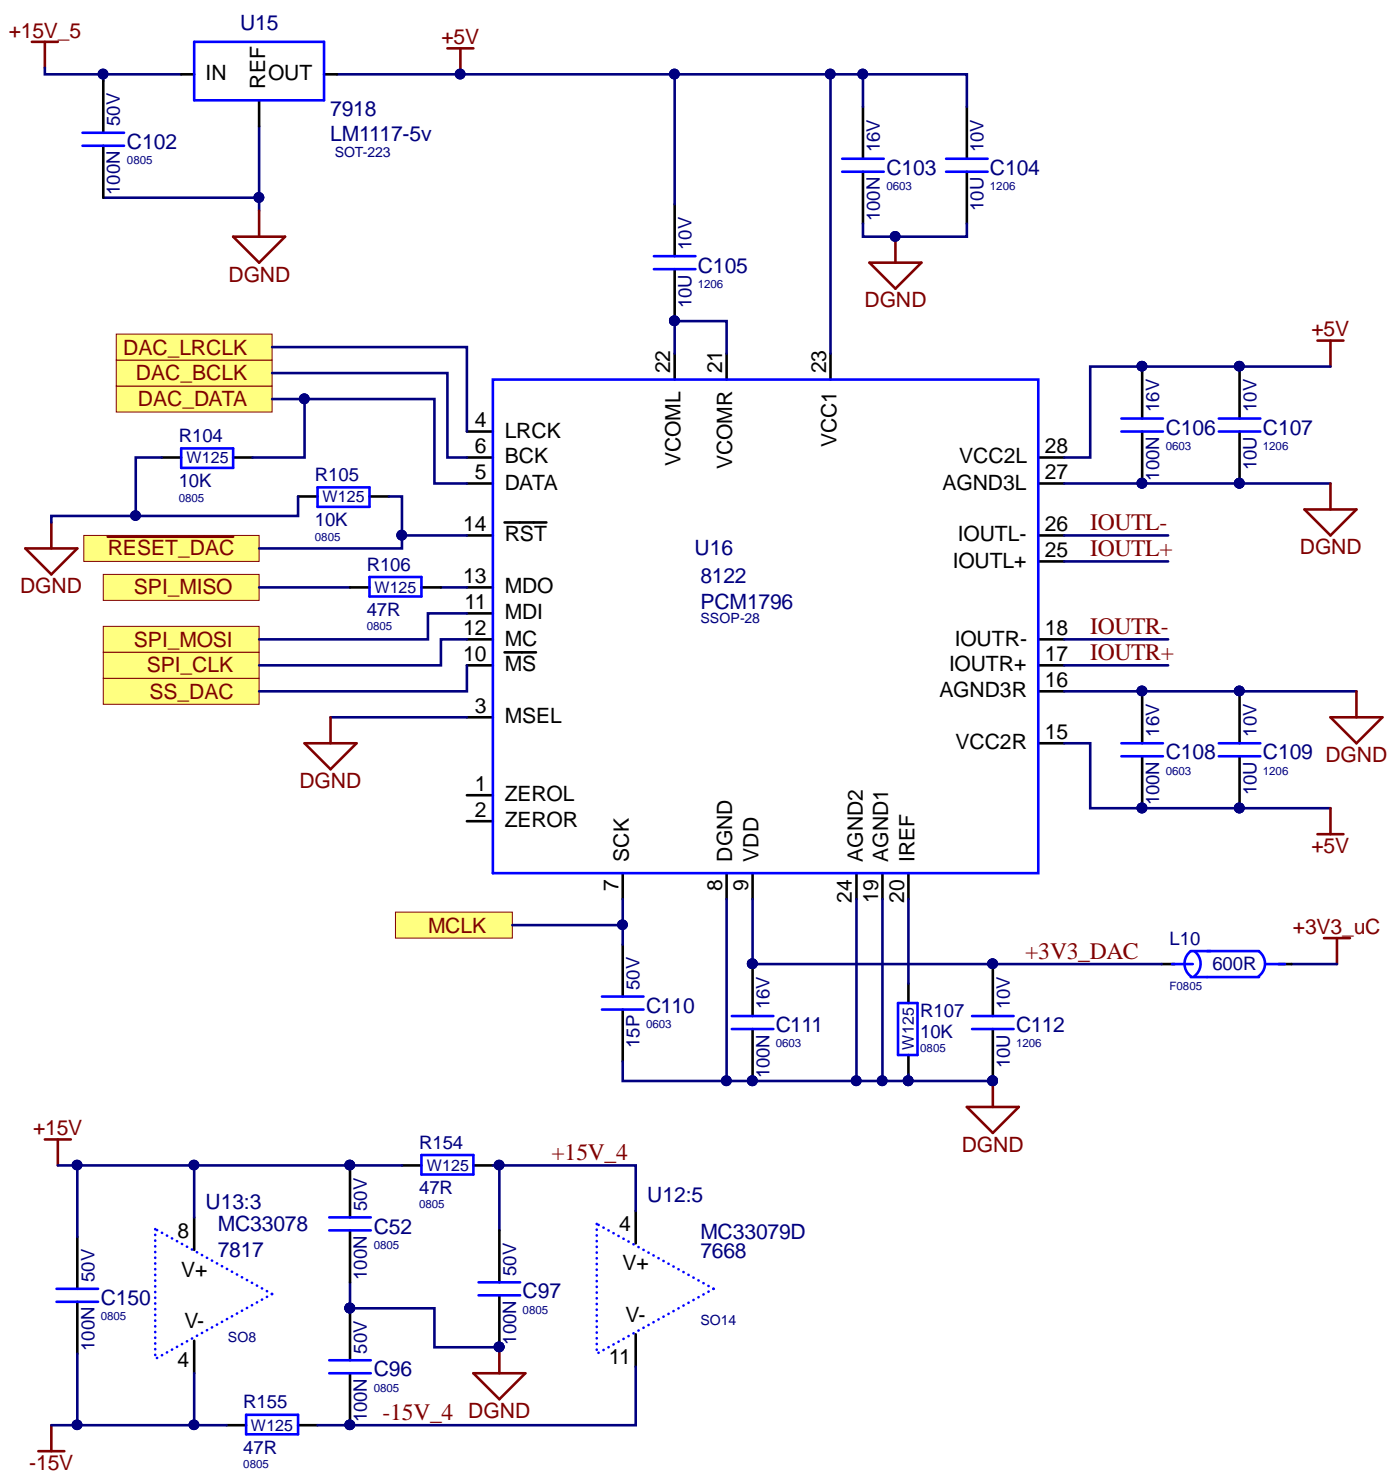 +15V_5
U15
+5V
IN
REF
OUT
7918
LM1117-5v
SOT-223
50V
C102
0805
100N
DGND
10V
C105
1206
10U
16V
C103
0603
100N
10V
C104
1206
10U
DGND
DAC_LRCLK
DAC_BCLK
DAC_DATA
R104
W125
10K
0805
R105
W125
10K
0805
DGND
RESET_DAC
SPI_MISO
R106
W125
47R
0805
SPI_MOSI
SPI_CLK
SS_DAC
DGND
22
21
23
VCOML
VCOMR
VCC1
4
LRCK
6
BCK
5
DATA
14
RST
13
MDO
11
MDI
12
MC
10
MS
3
MSEL
1
ZEROL
2
ZEROR
U16
8122
PCM1796
SSOP-28
VCC2L
28
AGND3L
27
IOUTL-
26
IOUTL-
IOUTL+
25
IOUTL+
IOUTR-
18
IOUTR-
IOUTR+
17
IOUTR+
AGND3R
16
VCC2R
15
+5V
16V
C106
0603
100N
10V
C107
1206
10U
DGND
16V
C108
0603
100N
10V
C109
1206
10U
DGND
+5V
SCK
DGND
VDD
AGND2
AGND1
IREF
7
8
9
24
19
20
MCLK
50V
C110
0603
15P
16V
C111
0603
100N
R107
W125
10K
0805
10V
C112
1206
10U
+3V3_DAC
L10
600R
F0805
+3V3_uC
DGND
+15V
50V
C150
0805
100N
U13:3
MC33078
7817
8
V+
V-
4
SO8
50V
C52
0805
100N
50V
C96
0805
100N
R154
W125
47R
0805
+15V_4
50V
C97
0805
100N
DGND
U12:5
MC33079D
7668
4
V+
V-
11
SO14
R155
W125
47R
0805
-15V_4
-15V